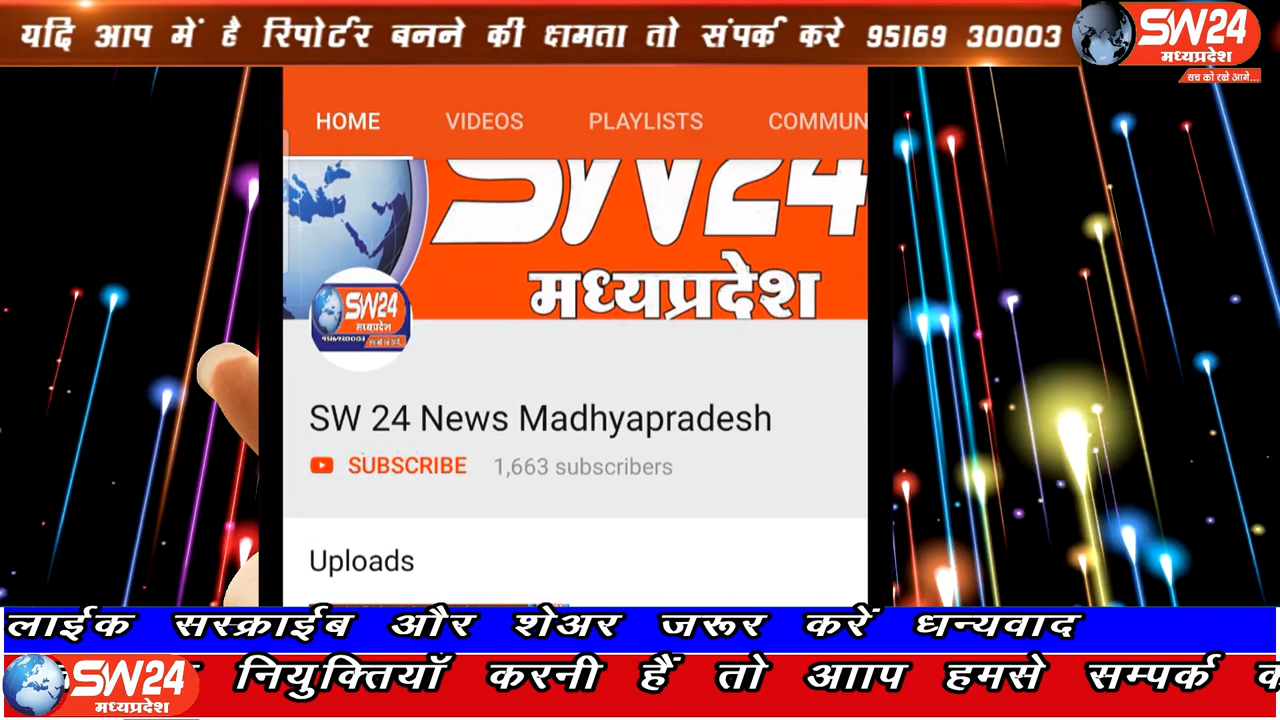 यदि आप में है रिपोर्टर बनने की क्षमता तो संपर्क करे 95169 30003
SW24
मध्यप्रदेश
सच को रखे आगे...
HOME VIDEOS PLAYLISTS COMMUN
SW24
मध्यप्रदेश
SW24
मध्यप्रदेश
9516930003
SW 24 News Madhyapradesh
SUBSCRIBE 1,663 subscribers
Uploads
लाईक सस्क्राईब और शेअर जरूर करें धन्यवाद
नियुक्तियाॅ करनी हैं तो आाप हमसे सम्पर्क
SW24
मध्यप्रदेश